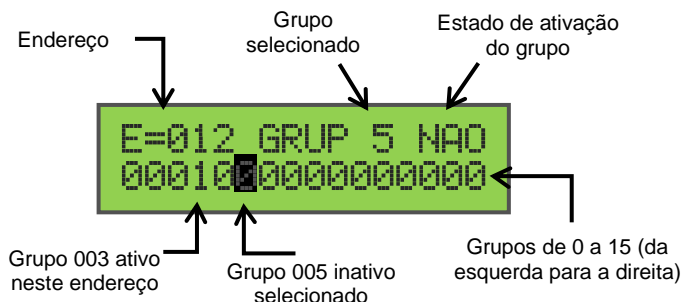 Endereço
Grupo
selecionado
Estado de ativação
do grupo
E=012 GRUP 5 NAO
0001000000000000
Grupo 003 ativo
neste endereço
Grupo 005 inativo
selecionado
Grupos de 0 a 15 (da
esquerda para a direita)